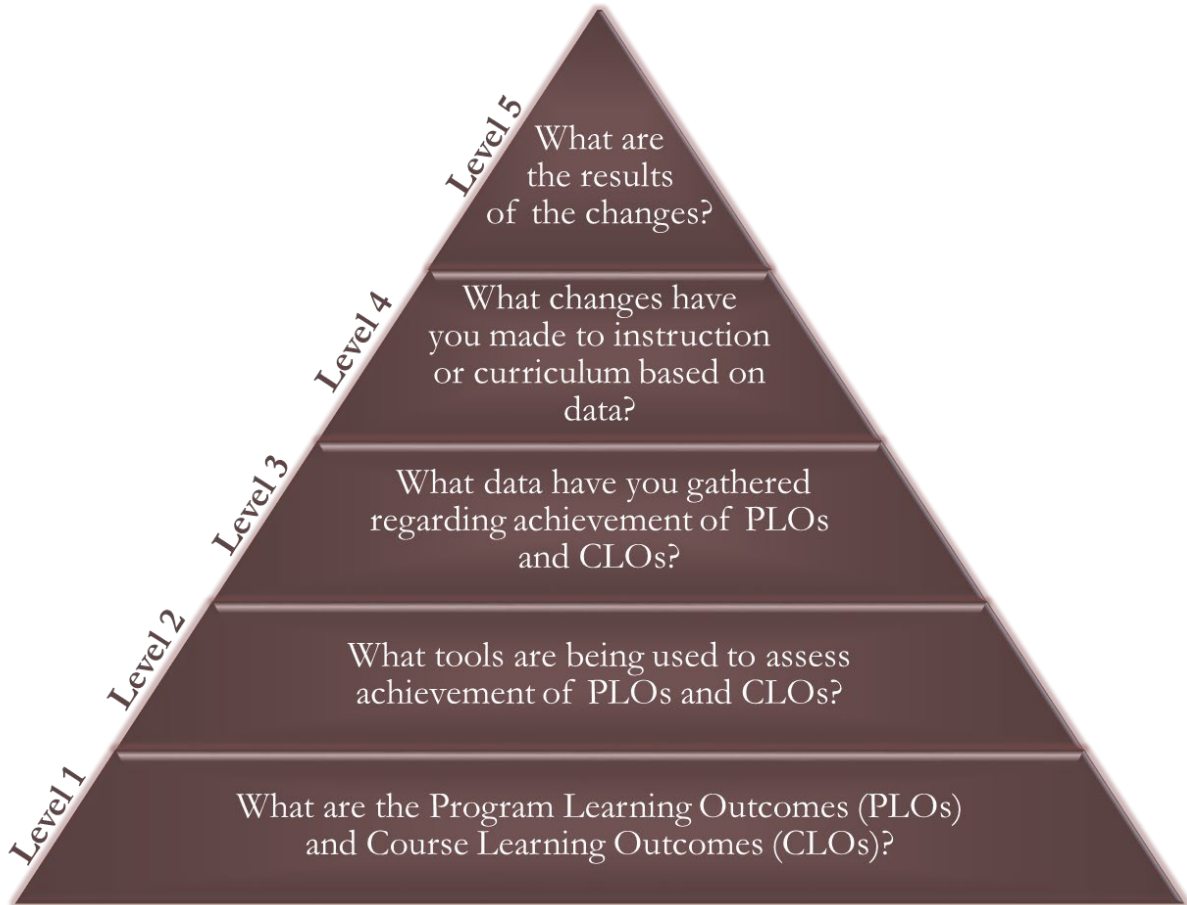 Level 5
What are
the results
of the changes?
Level 4
What changes have
you made to instruction
or curriculum based on
data?
Level 3
What data have you gathered
regarding achievement of PLOs
and CLOs?
Level 2
What tools are being used to assess
achievement of PLOs and CLOs?
Level 1
What are the Program Learning Outcomes (PLOs)
and Course Learning Outcomes (CLOs)?